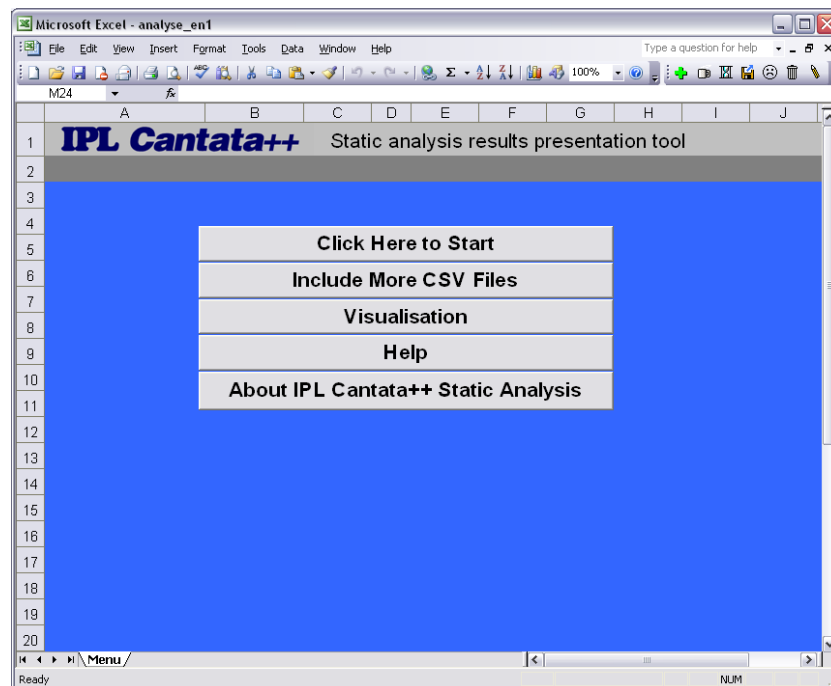 Microsoft Excel - analyse_en1
File Edit View Insert Format Tools Data Window Help Type a question for help
100%
M24 fx
A B C D E F G H I J
1 IPL Cantata++ Static analysis results presentation tool
2
3
4
5 Click Here to Start
6 Include More CSV Files
7
8 Visualisation
9 Help
10
11 About IPL Cantata++ Static Analysis
12
13
14
15
16
17
18
19
20
Menu
Ready NUM